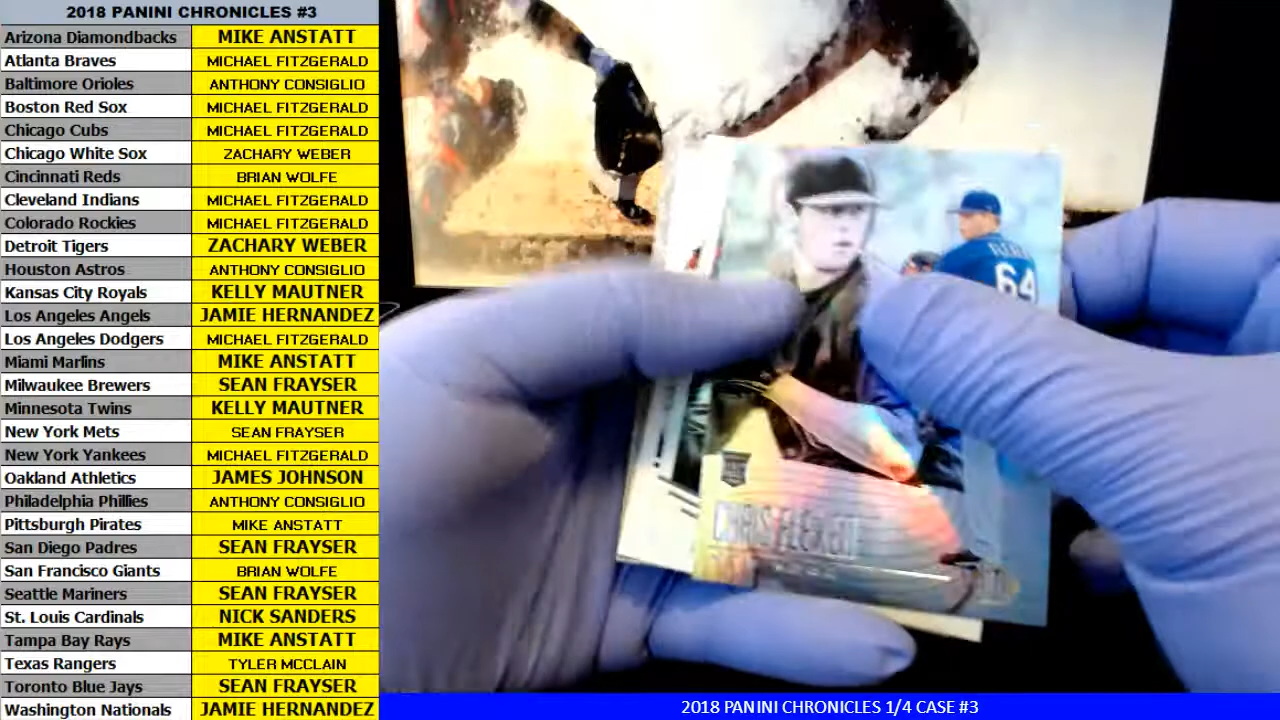 2018 PANINI CHRONICLES #3
Arizona Diamondbacks MIKE ANSTATT
Atlanta Braves MICHAEL FITZGERALD
Baltimore Orioles ANTHONY CONSIGLIO
Boston Red Sox MICHAEL FITZGERALD
Chicago Cubs MICHAEL FITZGERALD
Chicago White Sox ZACHARY WEBER
Cincinnati Reds BRIAN WOLFE
Cleveland Indians MICHAEL FITZGERALD
Colorado Rockies MICHAEL FITZGERALD
Detroit Tigers ZACHARY WEBER
Houston Astros ANTHONY CONSIGLIO
Kansas City Royals KELLY MAUTNER
Los Angeles Angels JAMIE HERNANDEZ
Los Angeles Dodgers MICHAEL FITZGERALD
Miami Marlins MIKE ANSTATT
Milwaukee Brewers SEAN FRAYSER
Minnesota Twins KELLY MAUTNER
New York Mets SEAN FRAYSER
New York Yankees MICHAEL FITZGERALD
Oakland Athletics JAMES JOHNSON
Philadelphia Phillies ANTHONY CONSIGLIO
Pittsburgh Pirates MIKE ANSTATT
San Diego Padres SEAN FRAYSER
San Francisco Giants BRIAN WOLFE
Seattle Mariners SEAN FRAYSER
St. Louis Cardinals NICK SANDERS
Tampa Bay Rays MIKE ANSTATT
Texas Rangers TYLER MCCLAIN
Toronto Blue Jays SEAN FRAYSER
Washington Nationals JAMIE HERNANDEZ
64
CHRIS FLEXEN
2018 PANINI CHRONICLES 1/4 CASE #3